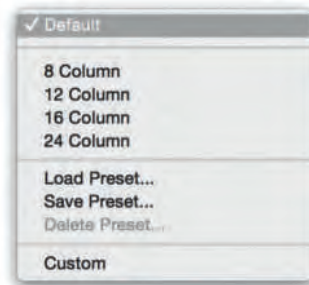 ✓ Default
8 Column
12 Column
16 Column
24 Column
Load Preset...
Save Preset...
Delete Preset...
Custom